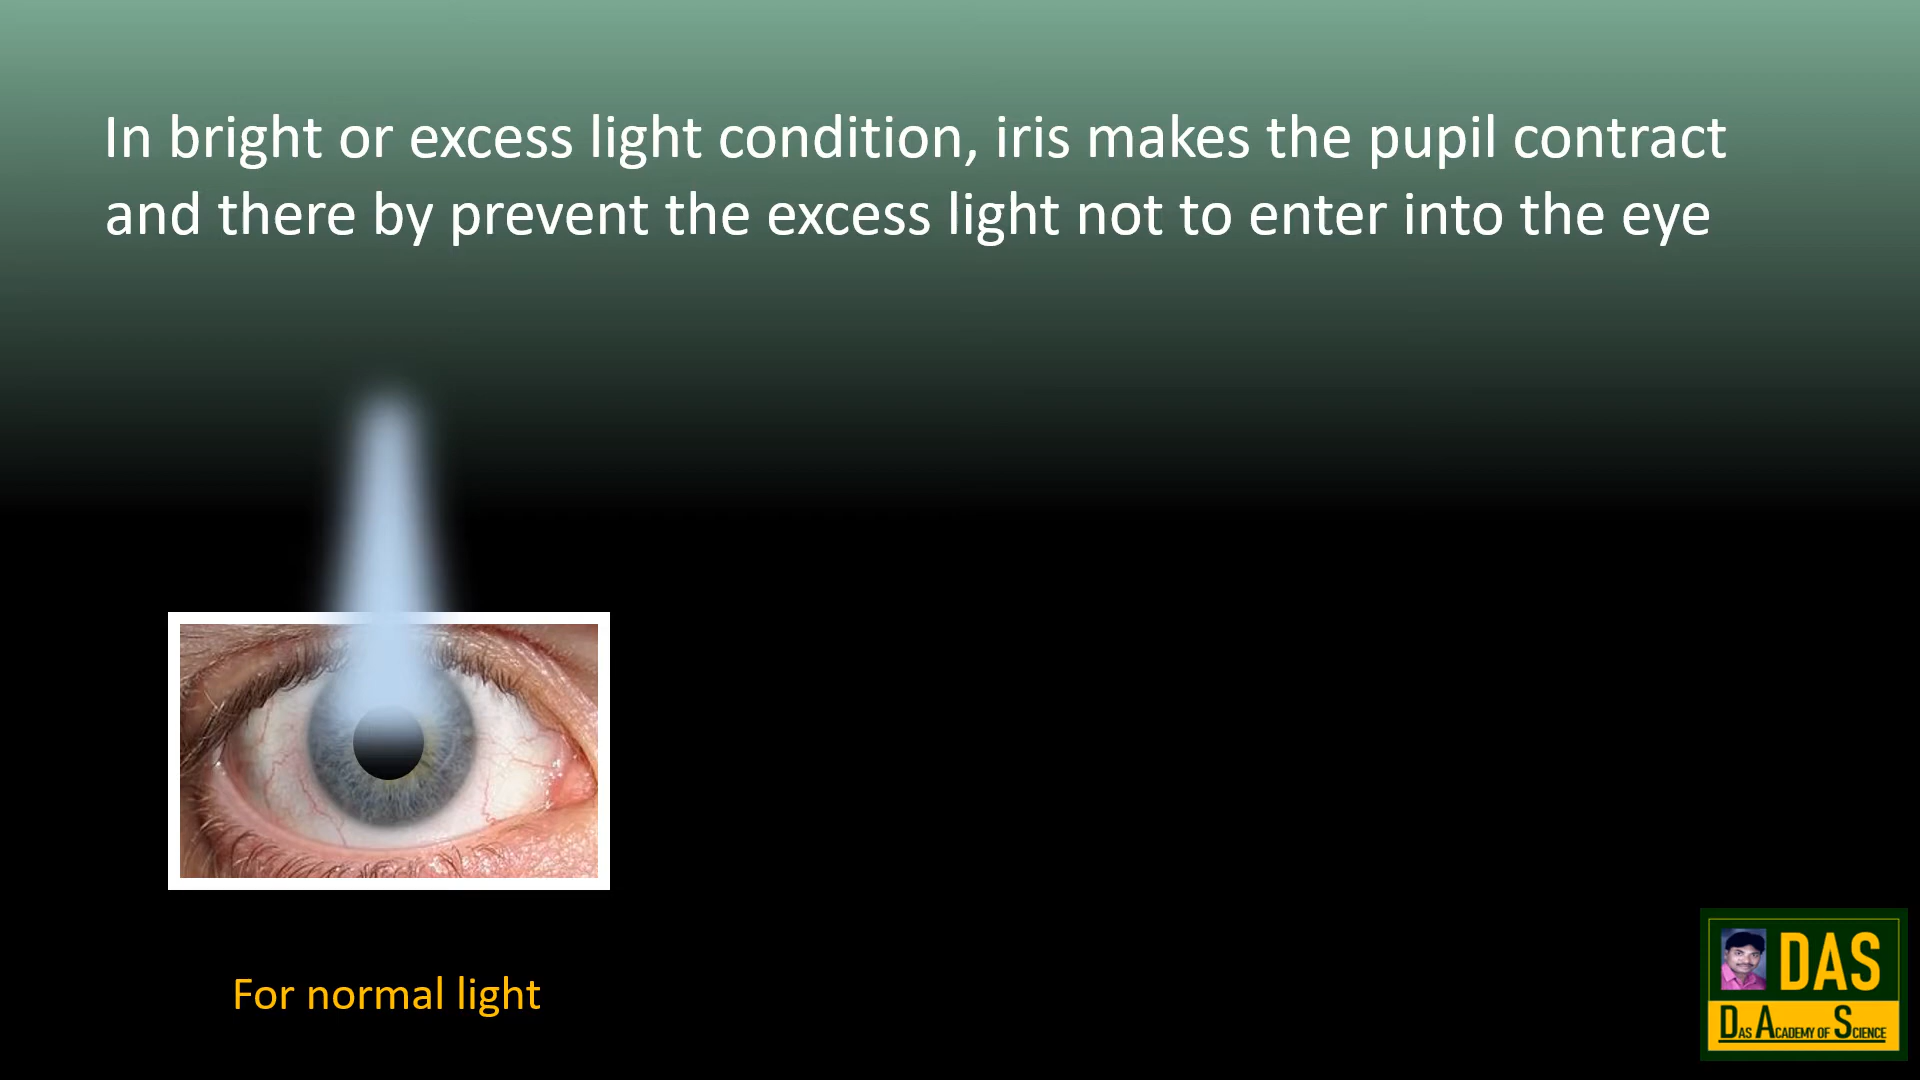 In bright or excess light condition, iris makes the pupil contract
and there by prevent the excess light not to enter into the eye
For normal light
DAS
DAS ACADEMY OF SCIENCE